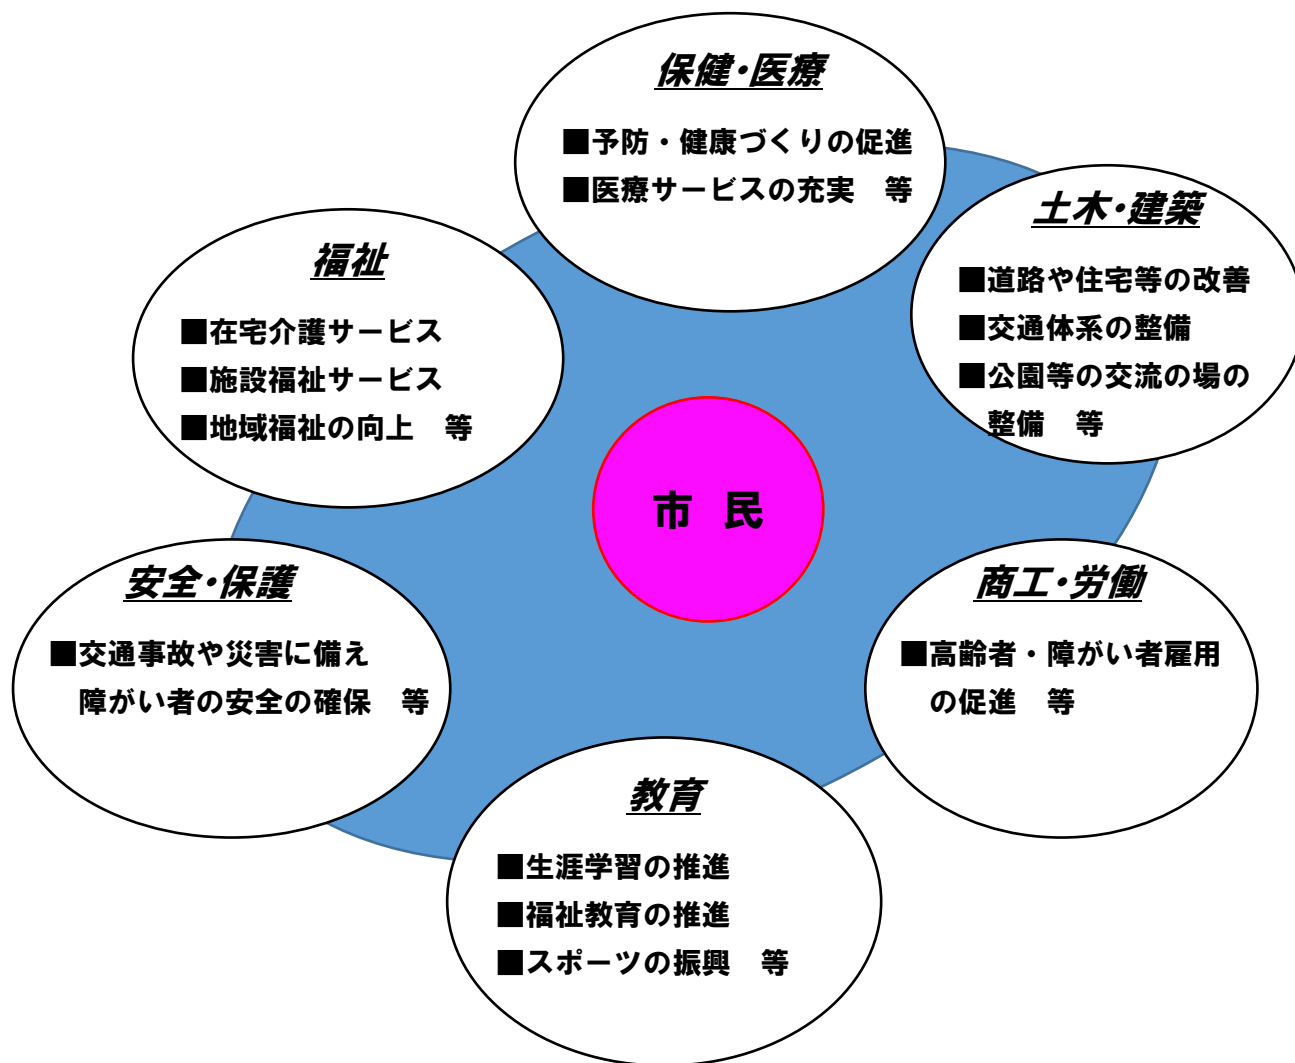 保健・医療
■予防・健康づくりの促進
■医療サービスの充実　等
土木・建築
■道路や住宅等の改善
■交通体系の整備
■公園等の交流の場の
整備　等
福祉
■在宅介護サービス
■施設福祉サービス
■地域福祉の向上　等
市　民
安全・保護
■交通事故や災害に備え
障がい者の安全の確保　等
商工・労働
■高齢者・障がい者雇用
の促進　等
教育
■生涯学習の推進
■福祉教育の推進
■スポーツの振興　等